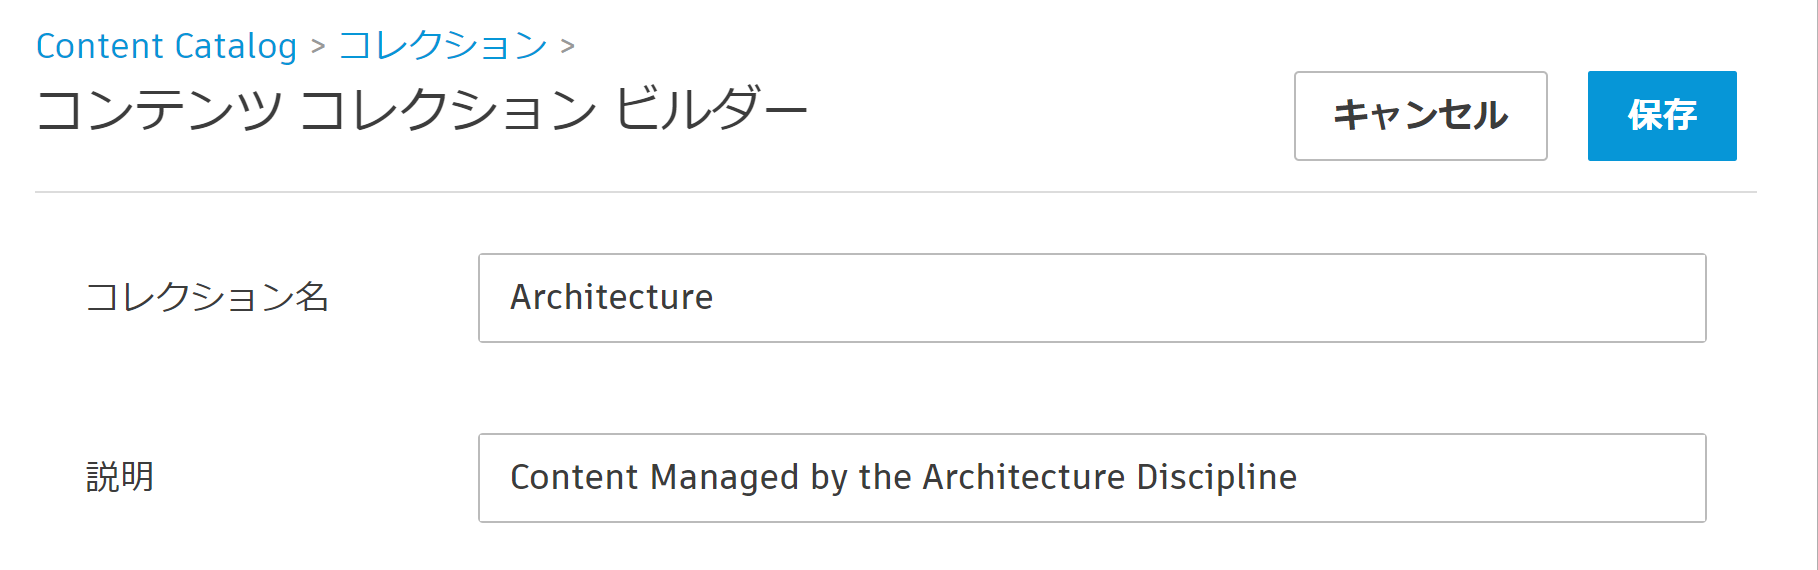 Content Catalog > コレクション >
コンテンツ コレクション ビルダー
キャンセル
保存
コレクション名
Architecture
説明
Content Managed by the Architecture Discipline